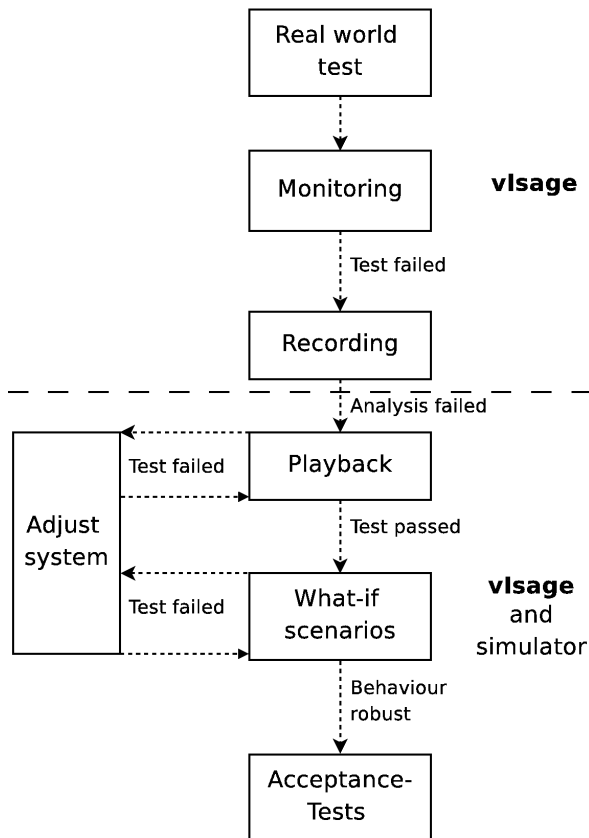 Real world
test
Monitoring
vIsage
Test failed
Recording
Analysis failed
Playback
Test failed
Adjust
system
Test passed
What-if
scenarios
Test failed
vIsage
and
simulator
Behaviour
robust
Acceptance-
Tests